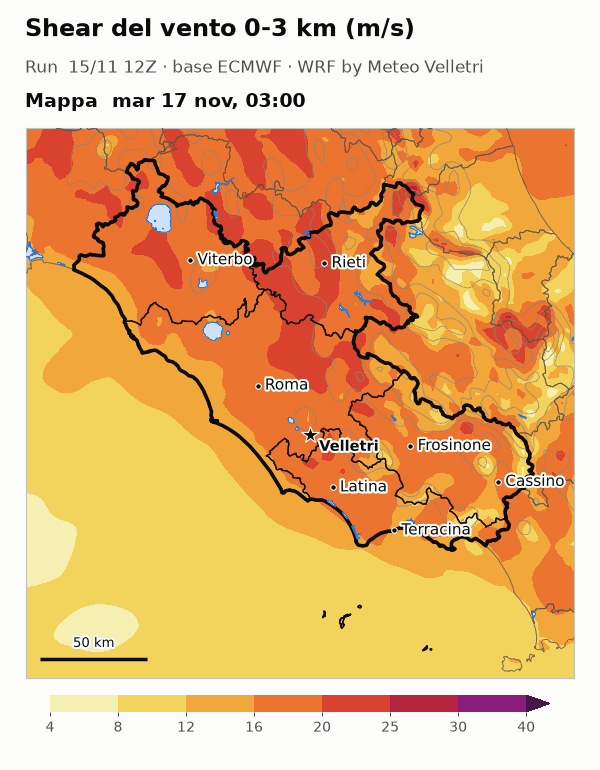 Shear del vento 0-3 km (m/s)
Run  15/11 12Z · base ECMWF · WRF by Meteo Velletri
Mappa  mar 17 nov, 03:00
Viterbo
Rieti
Roma
Velletri
Frosinone
Cassino
Latina
Terracina
50 km
4 8 12 16 20 25 30 40